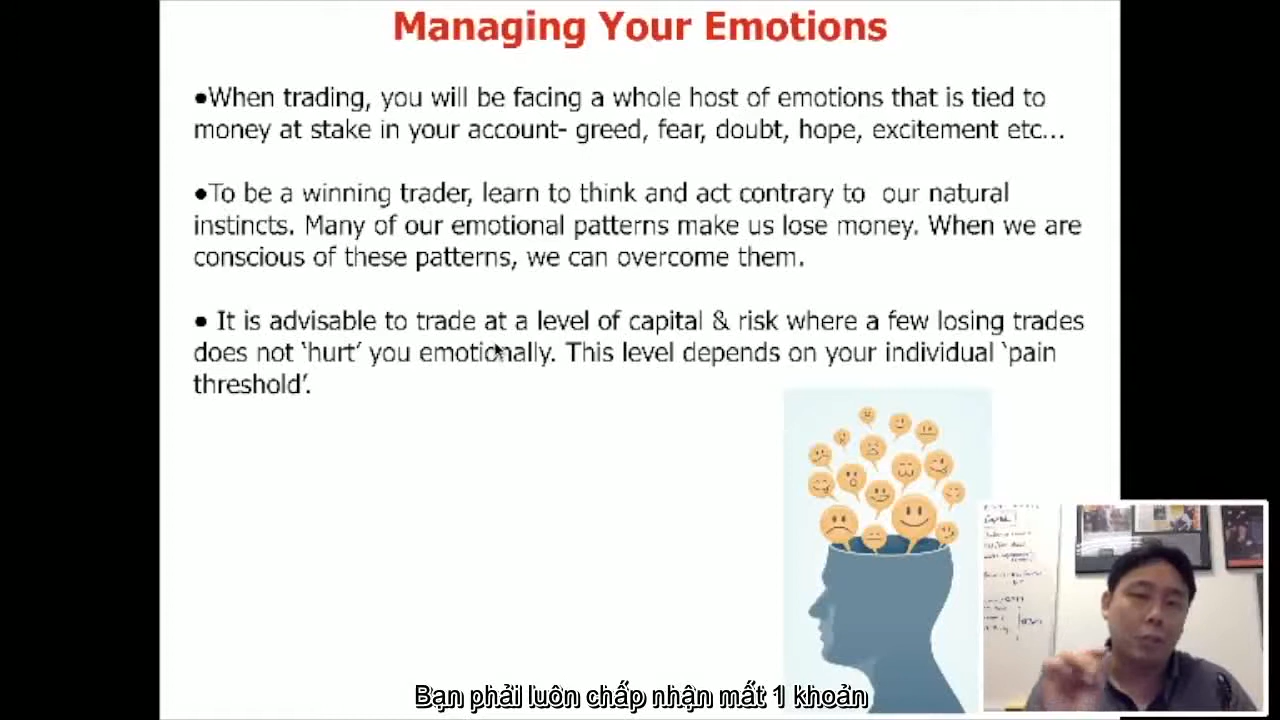 Managing Your Emotions
●When trading, you will be facing a whole host of emotions that is tied to
money at stake in your account- greed, fear, doubt, hope, excitement etc...
●To be a winning trader, learn to think and act contrary to our natural
instincts. Many of our emotional patterns make us lose money. When we are
conscious of these patterns, we can overcome them.
● It is advisable to trade at a level of capital & risk where a few losing trades
does not ‘hurt’ you emotionally. This level depends on your individual ‘pain
threshold’.
Bạn phải luôn chấp nhận mất 1 khoản